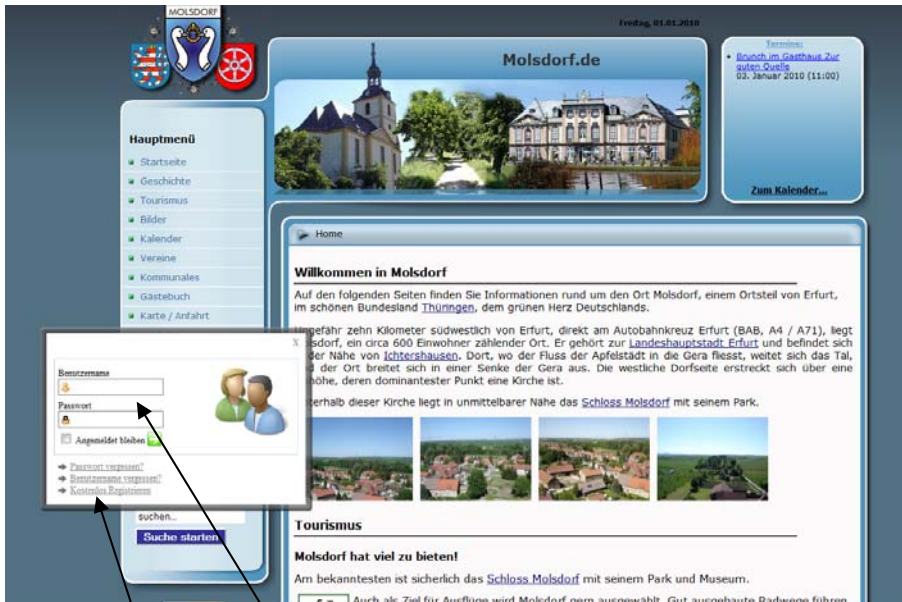 MOLSDORF
Freitag, 01.01.2010
Molsdorf.de
Termine:
Brunch im Gasthaus Zur
guten Quelle
03. Januar 2010 (11:00)
Zum Kalender...
Hauptmenü
Startseite
Geschichte
Tourismus
Bilder
Kalender
Vereine
Kommunales
Gästebuch
Karte / Anfahrt
X
Benutzername
Passwort
Angemeldet bleiben
Passwort vergessen?
Benutzername vergessen?
Kostenlos Registrieren
suchen...
Suche starten
Home
Willkommen in Molsdorf
Auf den folgenden Seiten finden Sie Informationen rund um den Ort Molsdorf, einem Ortsteil von Erfurt,
im schönen Bundesland Thüringen, dem grünen Herz Deutschlands.
ngefähr zehn Kilometer südwestlich von Erfurt, direkt am Autobahnkreuz Erfurt (BAB, A4 / A71), liegt
olsdorf, ein circa 600 Einwohner zählender Ort. Er gehört zur Landeshauptstadt Erfurt und befindet sich
der Nähe von Ichtershausen. Dort, wo der Fluss der Apfelstädt in die Gera fliesst, weitet sich das Tal,
d der Ort breitet sich in einer Senke der Gera aus. Die westliche Dorfseite erstreckt sich über eine
höhe, deren dominantester Punkt eine Kirche ist.
terhalb dieser Kirche liegt in unmittelbarer Nähe das Schloss Molsdorf mit seinem Park.
Tourismus
Molsdorf hat viel zu bieten!
Am bekanntesten ist sicherlich das Schloss Molsdorf mit seinem Park und Museum.
Auch als Ziel für Ausflüge wird Molsdorf gern ausgewählt. Gut ausgebaute Radwege führen